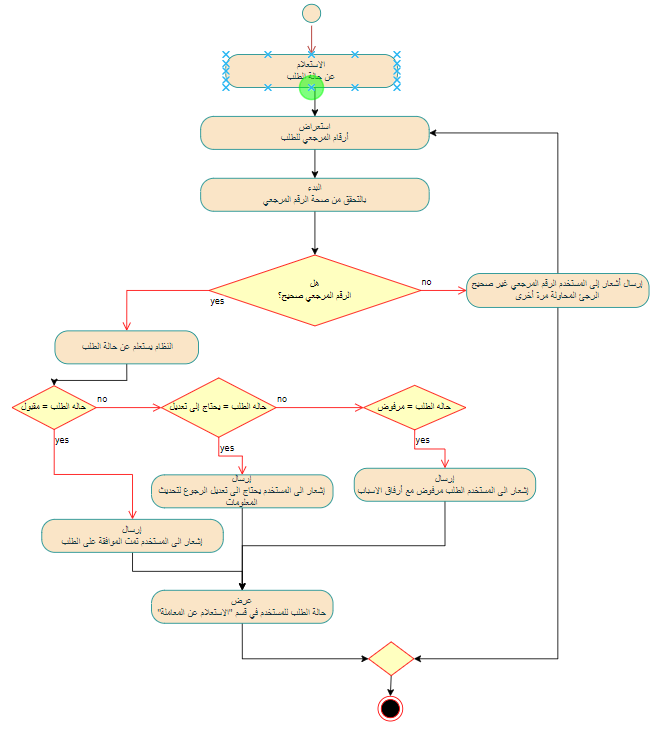 الاستعلام
عن حالة الطلب
استعراض
أرقام المرجعي للطلب
البدء
بالتحقق من صحة الرقم المرجعي
هل
الرقم المرجعي صحيح؟
no
yes
إرسال أشعار إلى المستخدم الرقم المرجعي غير صحيح
الرجئ المحاولة مرة أخرى
النظام يستعلم عن حالة الطلب
حاله الطلب = مقبول
no
حاله الطلب = يحتاج إلى تعديل
no
حاله الطلب = مرفوض
yes
yes
yes
إرسال
إشعار الى المستخدم يحتاج الى تعديل الرجوع لتحديث
المعلومات
إرسال
إشعار الى المستخدم الطلب مرفوض مع أرفاق الاسباب
إرسال
إشعار الى المستخدم تمت الموافقة على الطلب
عرض
حالة الطلب للمستخدم في قسم "الاستعلام عن المعاملة"